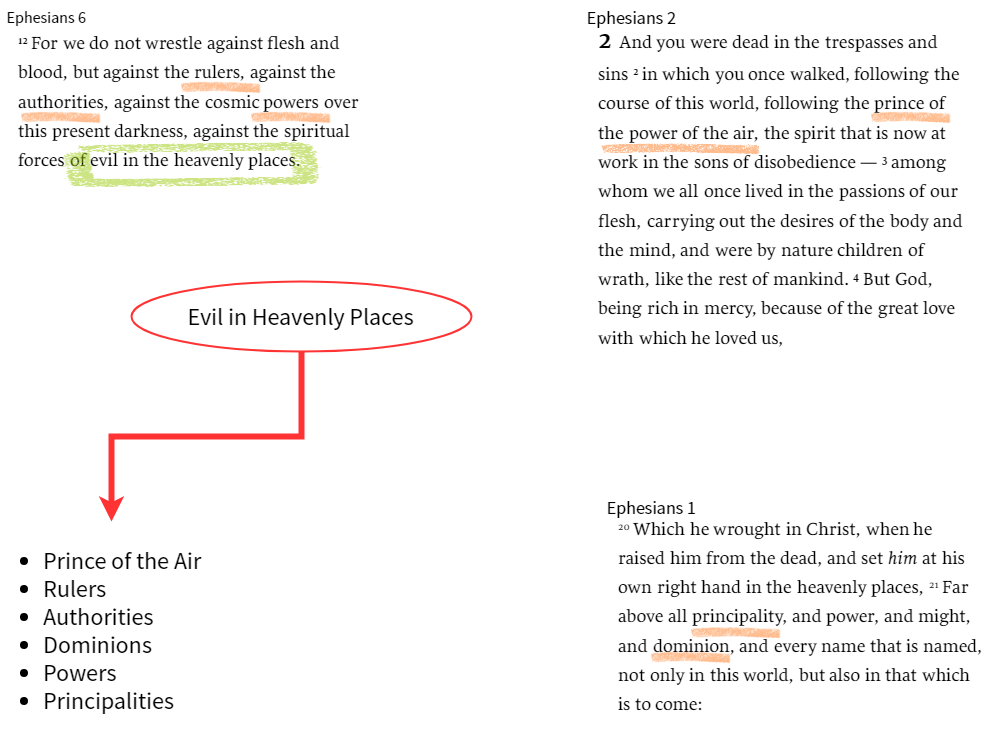 Ephesians 6
¹² For we do not wrestle against flesh and
blood, but against the rulers, against the
authorities, against the cosmic powers over
this present darkness, against the spiritual
forces of evil in the heavenly places.
Ephesians 2
2 And you were dead in the trespasses and
sins ² in which you once walked, following the
course of this world, following the prince of
the power of the air, the spirit that is now at
work in the sons of disobedience — ³ among
whom we all once lived in the passions of our
flesh, carrying out the desires of the body and
the mind, and were by nature children of
wrath, like the rest of mankind. ⁴ But God,
being rich in mercy, because of the great love
with which he loved us,
Evil in Heavenly Places
• Prince of the Air
• Rulers
• Authorities
• Dominions
• Powers
• Principalities
Ephesians 1
²⁰ Which he wrought in Christ, when he
raised him from the dead, and set him at his
own right hand in the heavenly places, ²¹ Far
above all principality, and power, and might,
and dominion, and every name that is named,
not only in this world, but also in that which
is to come: